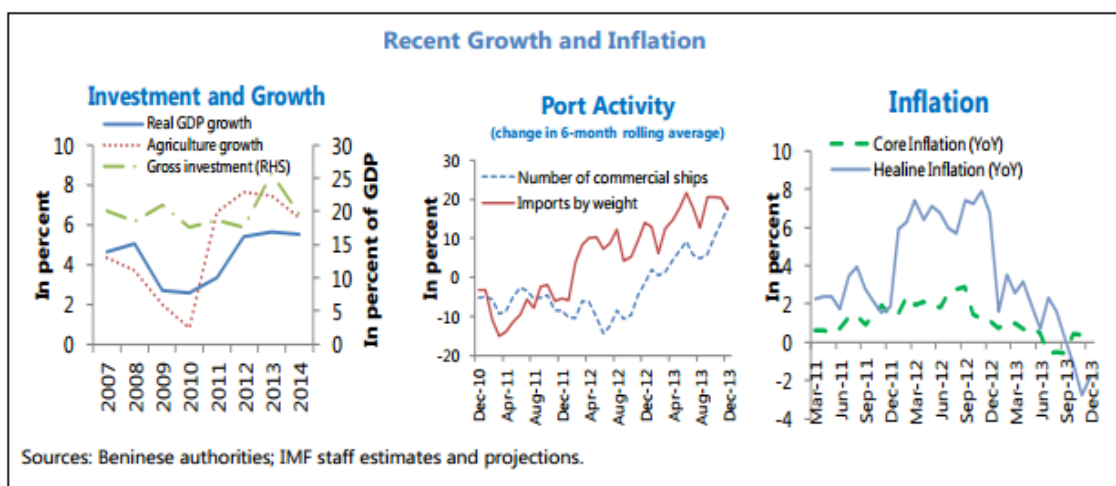 Recent Growth and Inflation
Investment and Growth
Real GDP growth
Agriculture growth
Gross investment (RHS)
In percent
10
8
6
4
2
0
30
25
20
15
10
5
0
In percent of GDP
2007
2008
2009
2010
2011
2012
2013
2014
Port Activity
(change in 6-month rolling average)
Number of commercial ships
Imports by weight
In percent
30
20
10
0
-10
-20
Dec-10
Apr-11
Aug-11
Dec-11
Apr-12
Aug-12
Dec-12
Apr-13
Aug-13
Dec-13
Inflation
Core Inflation (YoY)
Healine Inflation (YoY)
In percent
10
8
6
4
2
0
-2
-4
Mar-11
Jun-11
Sep-11
Dec-11
Mar-12
Jun-12
Sep-12
Dec-12
Mar-13
Jun-13
Sep-13
Dec-13
Sources: Beninese authorities; IMF staff estimates and projections.